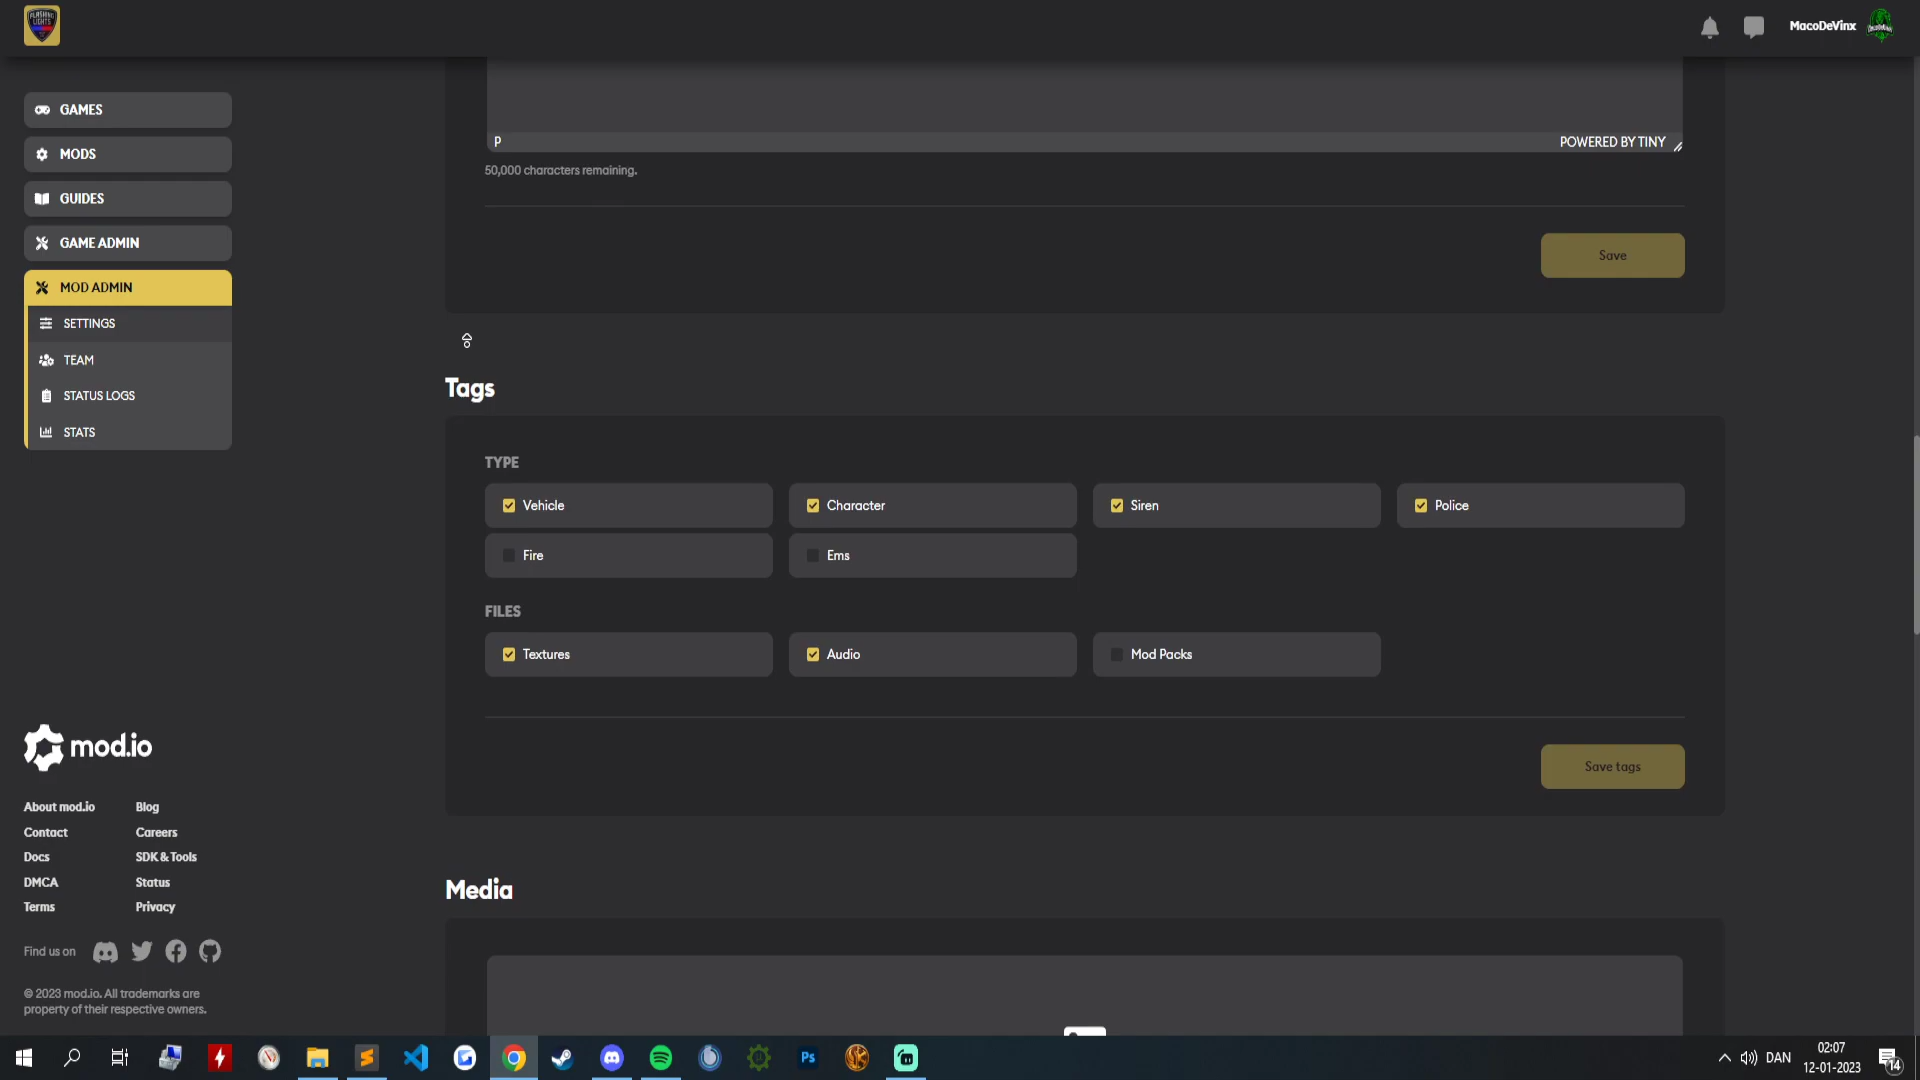 FLASHING
LIGHTS
MacoDeVinx
GAMES
MODS
GUIDES
GAME ADMIN
MOD ADMIN
SETTINGS
TEAM
STATUS LOGS
STATS
P
POWERED BY TINY
50,000 characters remaining.
Save
Tags
TYPE
Vehicle
Character
Siren
Police
Fire
Ems
FILES
Textures
Audio
Mod Packs
Save tags
Media
mod.io
About mod.io
Blog
Contact
Careers
Docs
SDK & Tools
DMCA
Status
Terms
Privacy
Find us on
© 2023 mod.io. All trademarks are
property of their respective owners.
Ps
DAN
02:07
12-01-2023
14